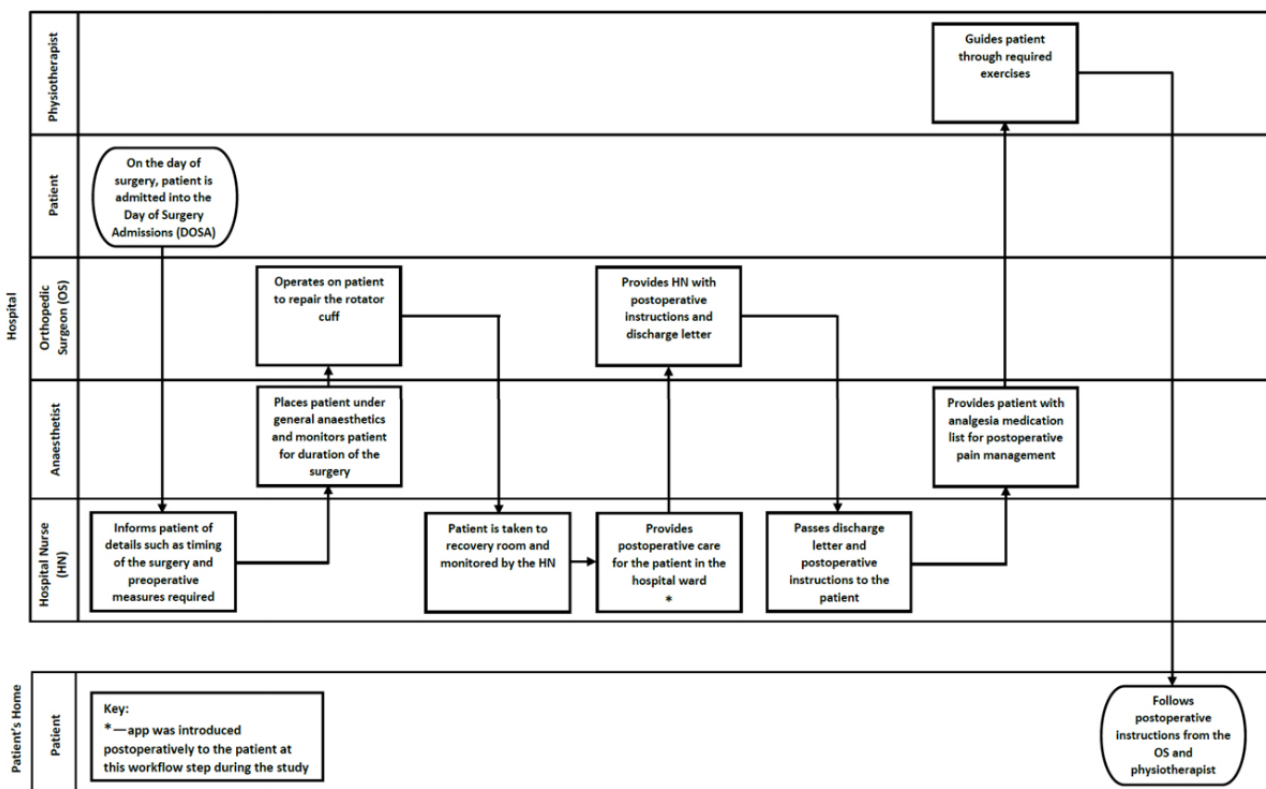 Hospital
Physiotherapist
Guides patient
through required
exercises
Patient
On the day of
surgery, patient is
admitted into the
Day of Surgery
Admissions (DOSA)
Orthopedic
Surgeon (OS)
Operates on patient
to repair the rotator
cuff
Provides HN with
postoperative
instructions and
discharge letter
Anaesthetist
Places patient under
general anaesthetics
and monitors patient
for duration of the
surgery
Provides patient with
analgesia medication
list for postoperative
pain management
Hospital Nurse
(HN)
Informs patient of
details such as timing
of the surgery and
preoperative
measures required
Patient is taken to
recovery room and
monitored by the HN
Provides
postoperative care
for the patient in the
hospital ward
*
Passes discharge
letter and
postoperative
instructions to the
patient
Patient's Home
Patient
Key:
*—app was introduced
postoperatively to the patient at
this workflow step during the study
Follows
postoperative
instructions from the
OS and
physiotherapist